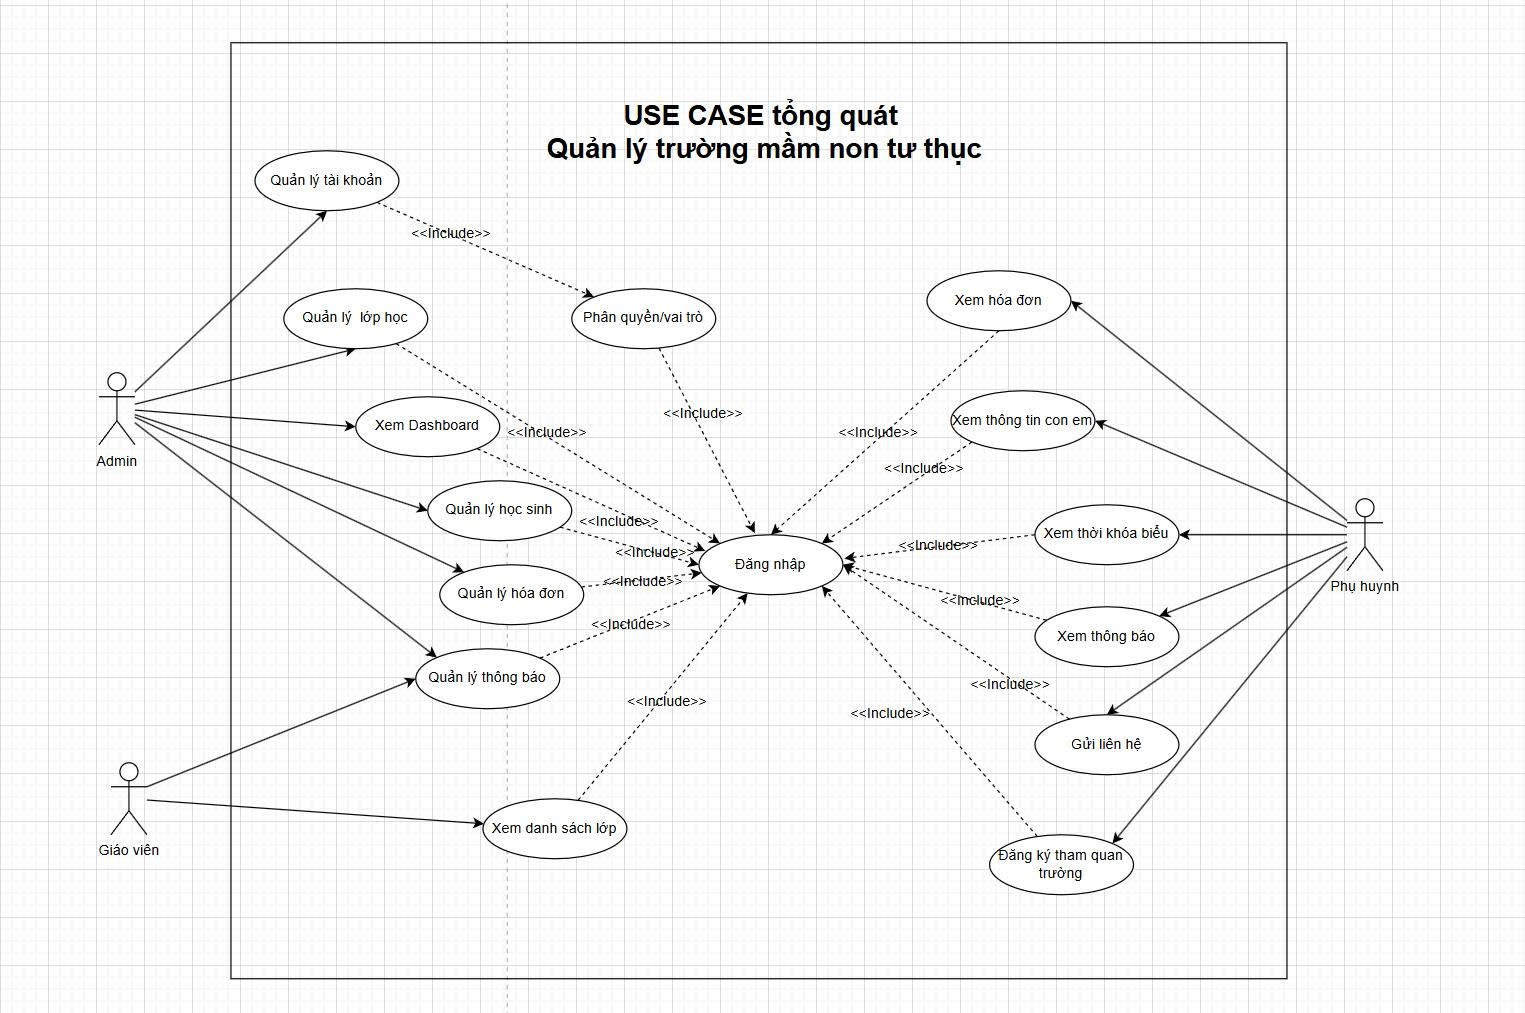 USE CASE tổng quát
Quản lý trường mầm non tư thục
Quản lý tài khoản
<<Include>>
Xem hóa đơn
Quản lý  lớp học
Phân quyền/vai trò
<<Include>>
Xem thông tin con em
Xem Dashboard
<<Include>>
<<Include>>
Admin
<<Include>>
Quản lý học sinh
<<Include>>
Xem thời khóa biểu
<<Include>>
<<Include>>
Đăng nhập
<<Include>>
Phụ huynh
Quản lý hóa đơn
<<Include>>
<<Include>>
Xem thông báo
Quản lý thông báo
<<Include>>
<<Include>>
<<Include>>
Gửi liên hệ
Xem danh sách lớp
Giáo viên
Đăng ký tham quan
trường